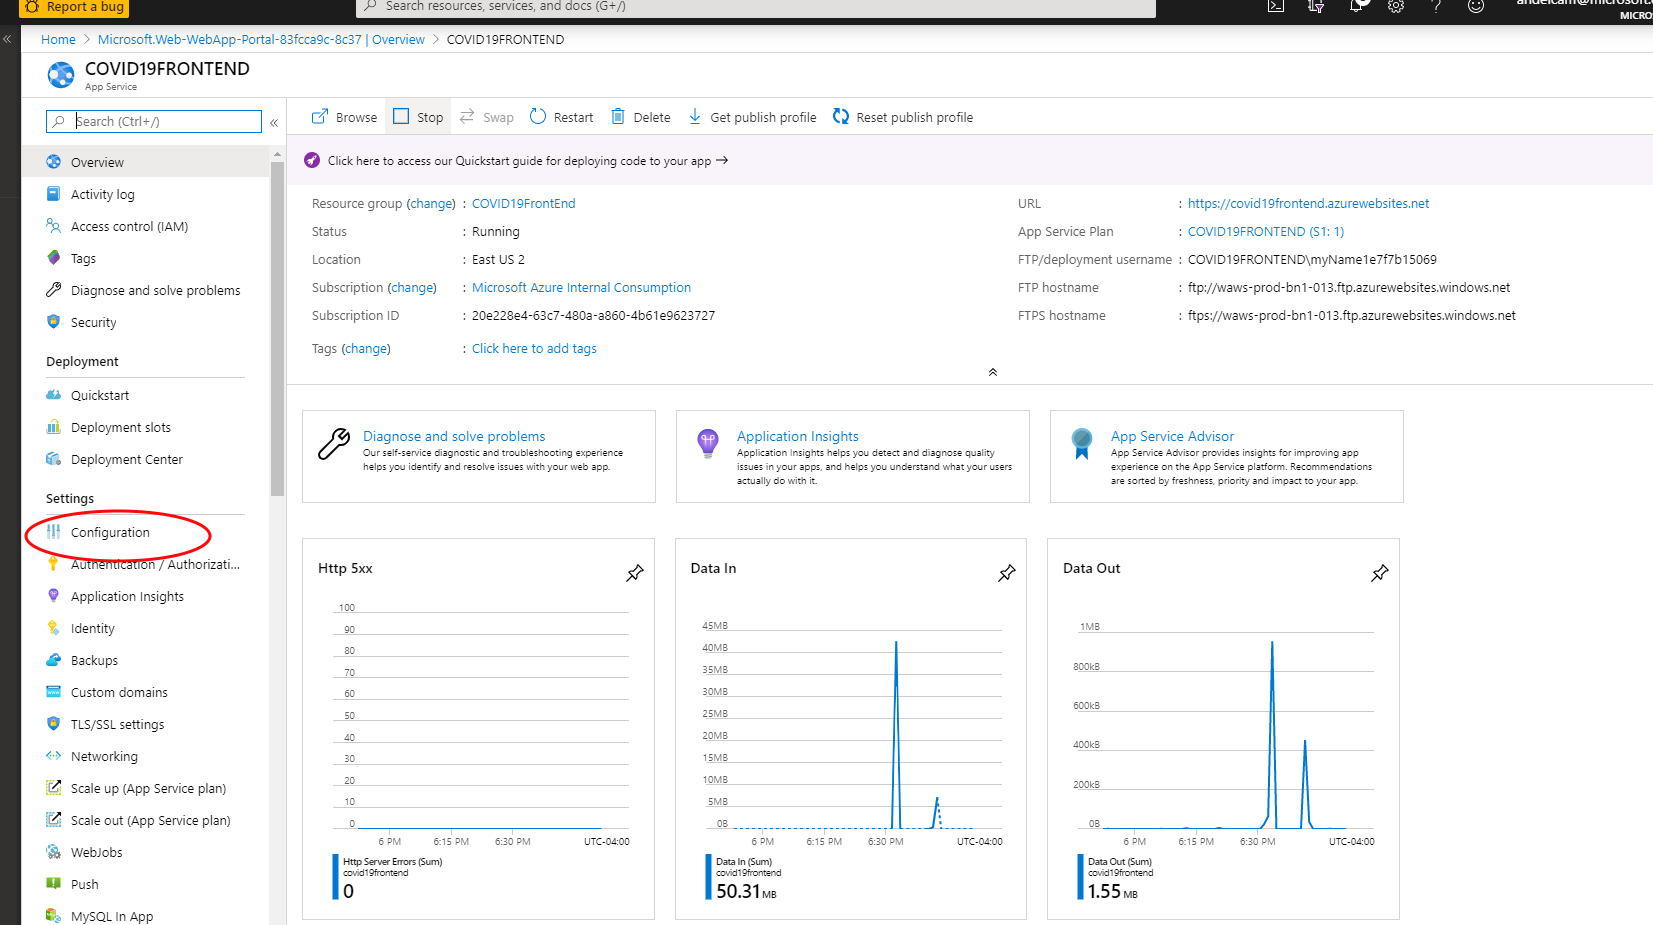 Report a bug
Search resources, services, and docs (G+/)
MICRO
Home > Microsoft.Web-WebApp-Portal-83fcca9c-8c37 | Overview > COVID19FRONTEND
COVID19FRONTEND
App Service
Search (Ctrl+/)
Overview
Activity log
Access control (IAM)
Tags
Diagnose and solve problems
Security
Deployment
Quickstart
Deployment slots
Deployment Center
Settings
Configuration
Authentication / Authorizati...
Application Insights
Identity
Backups
Custom domains
TLS/SSL settings
Networking
Scale up (App Service plan)
Scale out (App Service plan)
WebJobs
Push
MySQL In App
Browse Stop Swap Restart Delete Get publish profile Reset publish profile
Click here to access our Quickstart guide for deploying code to your app →
Resource group (change) : COVID19FrontEnd
Status : Running
Location : East US 2
Subscription (change) : Microsoft Azure Internal Consumption
Subscription ID : 20e228e4-63c7-480a-a860-4b61e9623727
Tags (change) : Click here to add tags
URL : https://covid19frontend.azurewebsites.net
App Service Plan : COVID19FRONTEND (S1: 1)
FTP/deployment username : COVID19FRONTEND\myName1e7f7b15069
FTP hostname : ftp://waws-prod-bn1-013.ftp.azurewebsites.windows.net
FTPS hostname : ftps://waws-prod-bn1-013.ftp.azurewebsites.windows.net
Diagnose and solve problems
Our self-service diagnostic and troubleshooting experience
helps you identify and resolve issues with your web app.
Application Insights
Application Insights helps you detect and diagnose quality
issues in your apps, and helps you understand what your users
actually do with it.
App Service Advisor
App Service Advisor provides insights for improving app
experience on the App Service platform. Recommendations
are sorted by freshness, priority and impact to your app.
Http 5xx
100
90
80
70
60
50
40
30
20
10
0
6 PM 6:15 PM 6:30 PM UTC-04:00
Http Server Errors (Sum)
covid19frontend
0
Data In
45MB
40MB
35MB
30MB
25MB
20MB
15MB
10MB
5MB
0B
6 PM 6:15 PM 6:30 PM UTC-04:00
Data In (Sum)
covid19frontend
50.31 MB
Data Out
1MB
800kB
600kB
400kB
200kB
0B
6 PM 6:15 PM 6:30 PM UTC-04:00
Data Out (Sum)
covid19frontend
1.55 MB